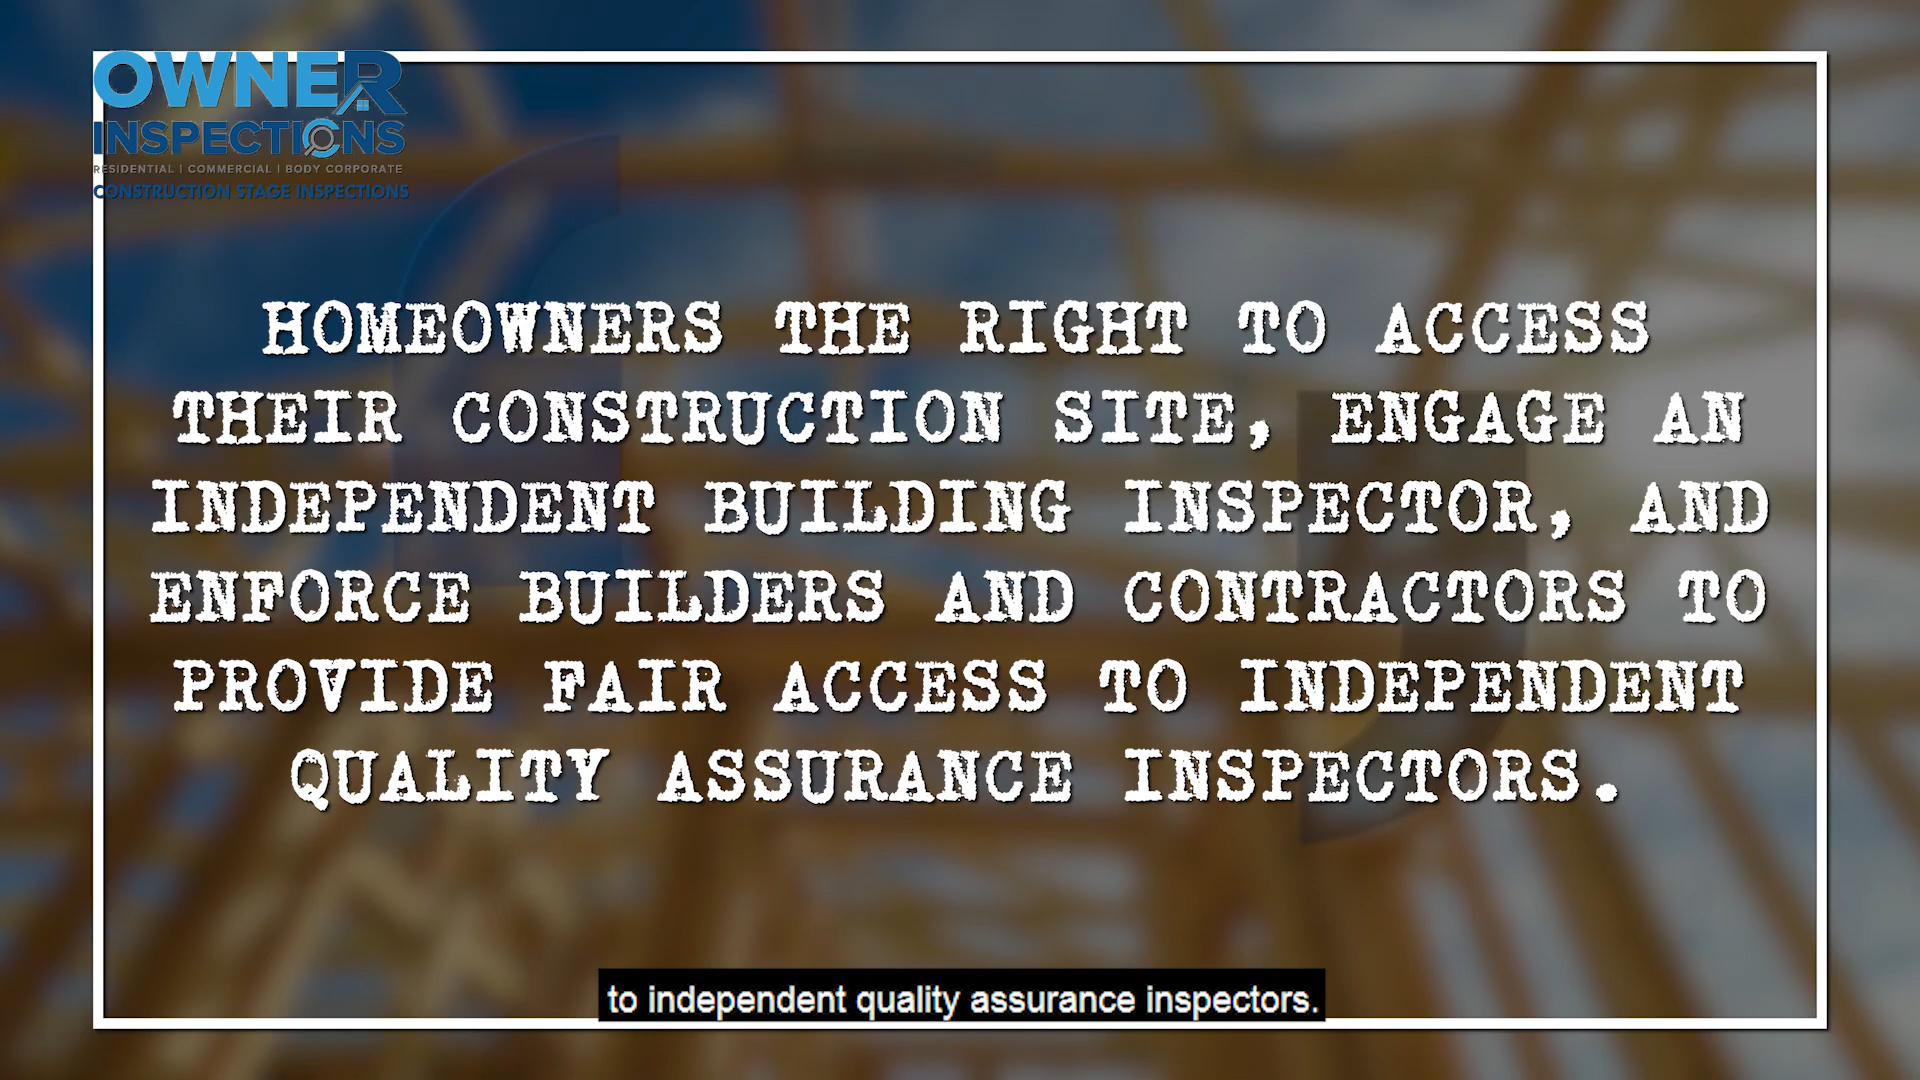 OWNER
INSPECTIONS
RESIDENTIAL | COMMERCIAL | BODY CORPORATE
CONSTRUCTION STAGE INSPECTIONS
HOMEOWNERS THE RIGHT TO ACCESS
THEIR CONSTRUCTION SITE, ENGAGE AN
INDEPENDENT BUILDING INSPECTOR, AND
ENFORCE BUILDERS AND CONTRACTORS TO
PROVIDE FAIR ACCESS TO INDEPENDENT
QUALITY ASSURANCE INSPECTORS.
to independent quality assurance inspectors.